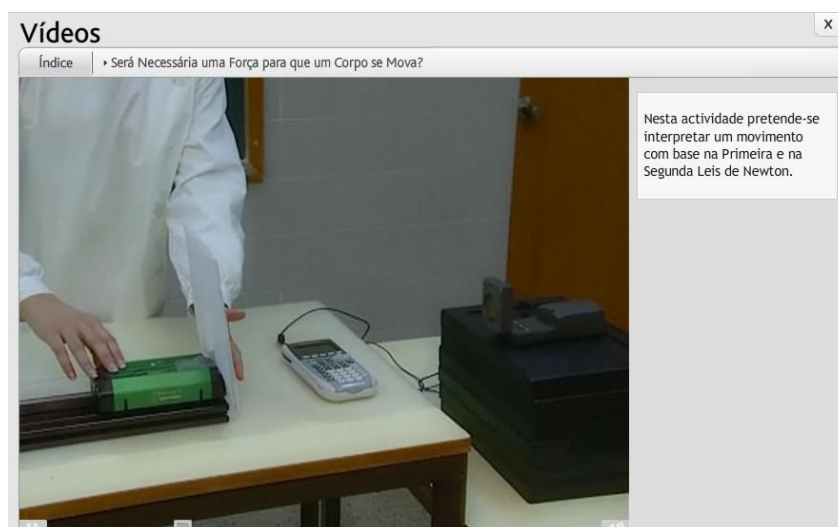 Vídeos
x
Índice
Será Necessária uma Força para que um Corpo se Mova?
Nesta actividade pretende-se
interpretar um movimento
com base na Primeira e na
Segunda Leis de Newton.